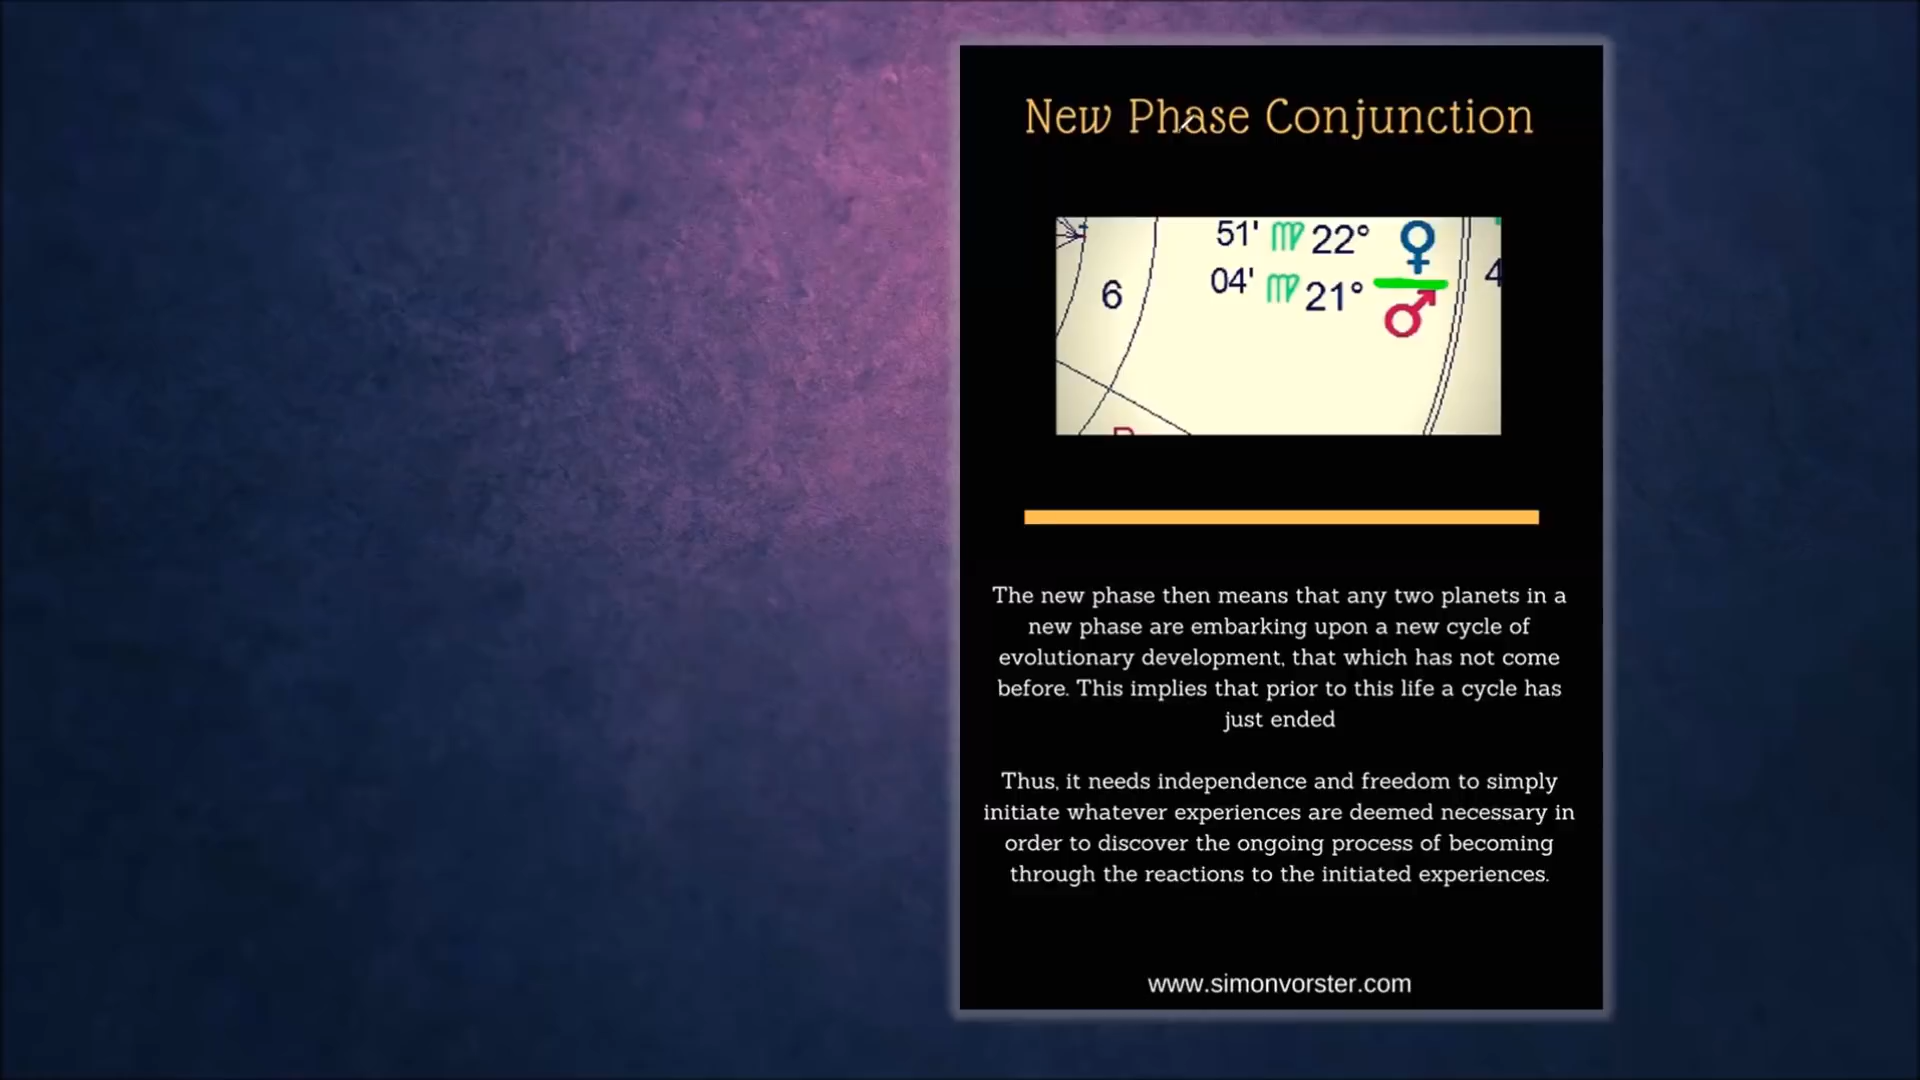 New Phase Conjunction
51' ♍ 22° ♀
04' ♍ 21° ♂
6
4
The new phase then means that any two planets in a
new phase are embarking upon a new cycle of
evolutionary development, that which has not come
before. This implies that prior to this life a cycle has
just ended
Thus, it needs independence and freedom to simply
initiate whatever experiences are deemed necessary in
order to discover the ongoing process of becoming
through the reactions to the initiated experiences.
www.simonvorster.com